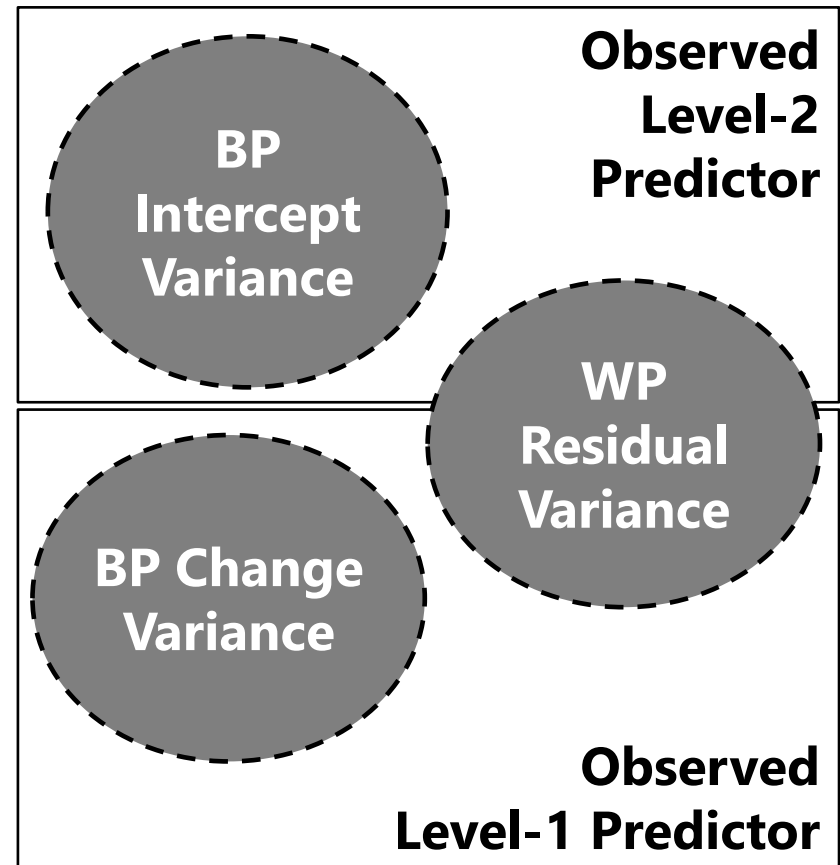 Observed
Level-2
Predictor
BP
Intercept
Variance
WP
Residual
Variance
BP Change
Variance
Observed
Level-1 Predictor